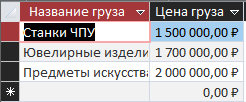 Название груза Цена груза
Станки ЧПУ 1 500 000,00 ₽
Ювелирные издели 1 700 000,00 ₽
Предметы искусства 2 000 000,00 ₽
0,00 ₽